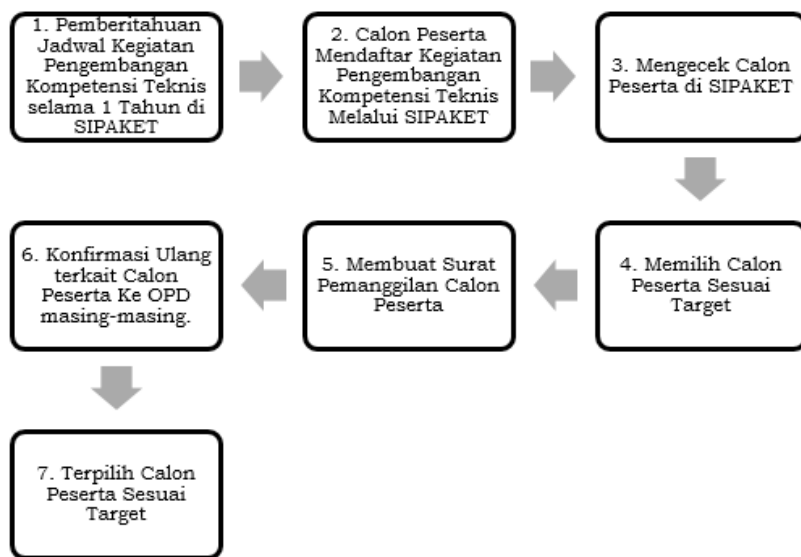 1. Pemberitahuan
Jadwal Kegiatan
Pengembangan
Kompetensi Teknis
selama 1 Tahun di
SIPAKET
2. Calon Peserta
Mendaftar Kegiatan
Pengembangan
Kompetensi Teknis
Melalui SIPAKET
3. Mengecek Calon
Peserta di SIPAKET
4. Memilih Calon
Peserta Sesuai
Target
5. Membuat Surat
Pemanggilan Calon
Peserta
6. Konfirmasi Ulang
terkait Calon
Peserta Ke OPD
masing-masing.
7. Terpilih Calon
Peserta Sesuai
Target